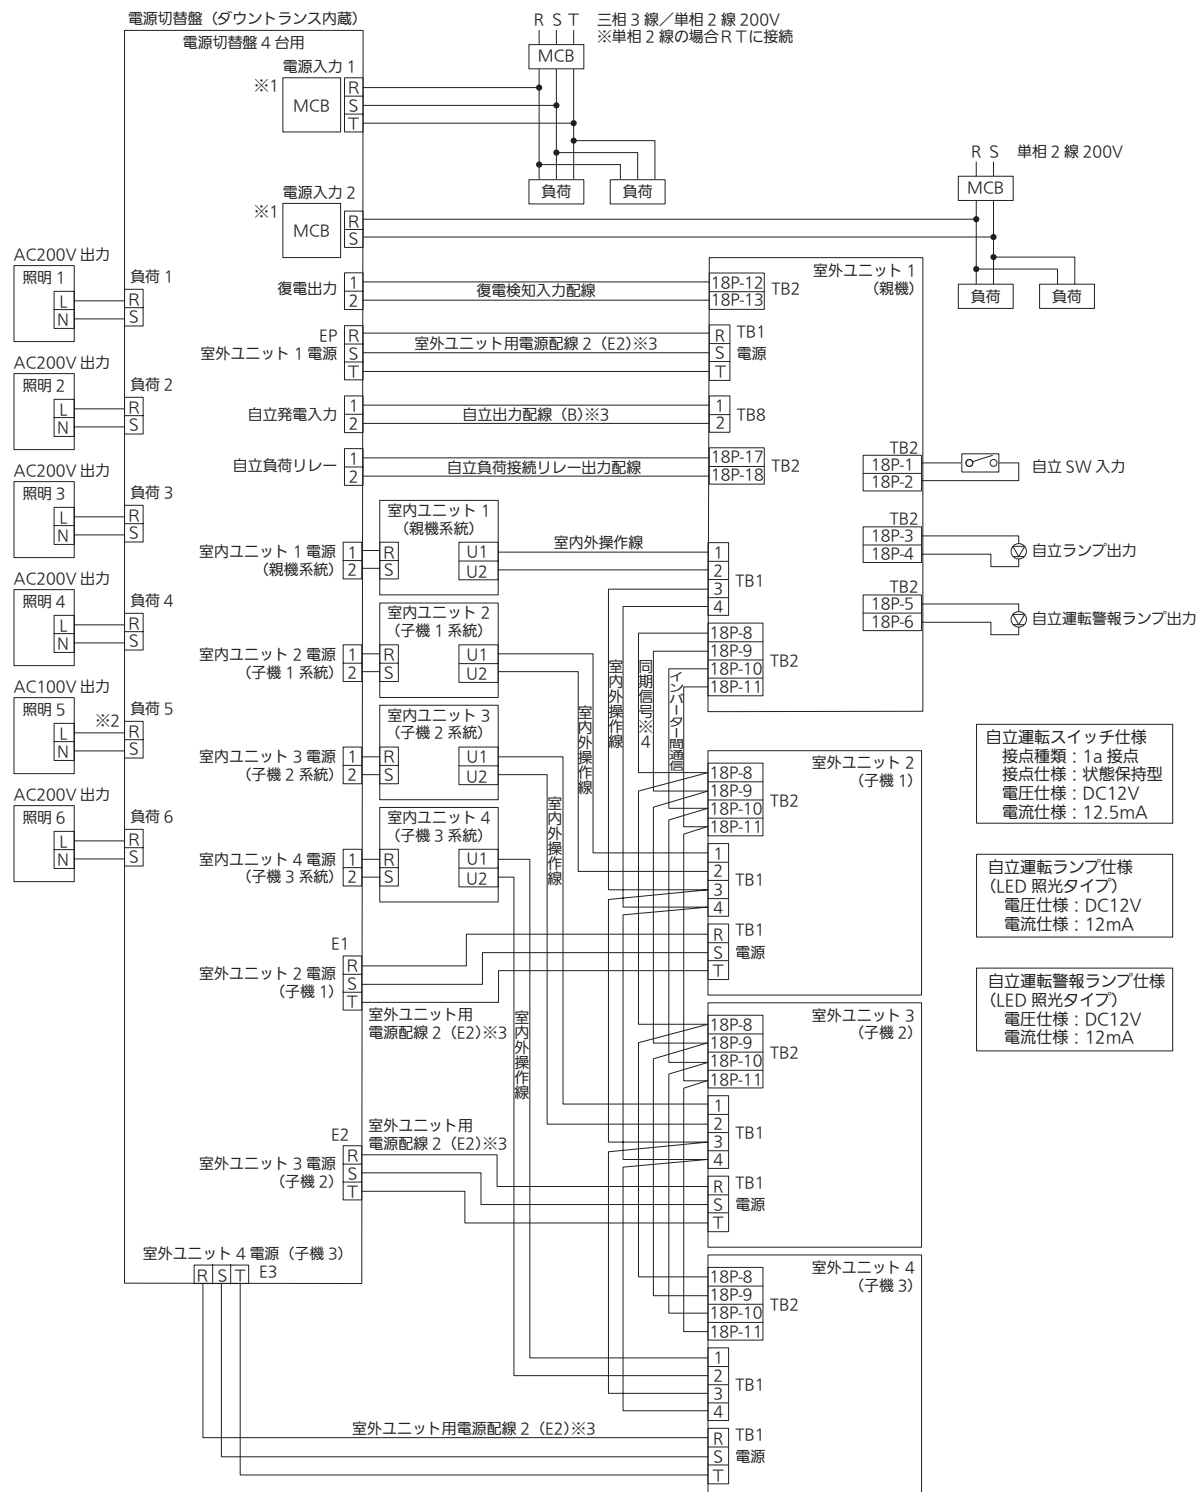 電源切替盤（ダウントランス内蔵）
電源切替盤 4 台用
R S T 三相 3 線／単相 2 線 200V
※単相 2 線の場合 R T に接続
MCB
電源入力 1
※1
MCB
R
S
T
負荷
負荷
R S 単相 2 線 200V
MCB
負荷
負荷
電源入力 2
※1
MCB
R
S
AC200V 出力
照明 1
L
N
負荷 1
R
S
AC200V 出力
照明 2
L
N
負荷 2
R
S
AC200V 出力
照明 3
L
N
負荷 3
R
S
AC200V 出力
照明 4
L
N
負荷 4
R
S
AC100V 出力
照明 5
L
N
※2
負荷 5
R
S
AC200V 出力
照明 6
L
N
負荷 6
R
S
復電出力
1
2
復電検知入力配線
EP
室外ユニット 1 電源
R
S
T
室外ユニット用電源配線 2（E2）※3
自立発電入力
1
2
自立出力配線（B）※3
自立負荷リレー
1
2
自立負荷接続リレー出力配線
室外ユニット 1
（親機）
18P-12
18P-13
TB2
R
S
T
TB1
電源
1
2
TB8
18P-17
18P-18
TB2
1
2
3
4
TB1
18P-8
18P-9
18P-10
18P-11
TB2
TB2
18P-1
18P-2
自立 SW 入力
TB2
18P-3
18P-4
自立ランプ出力
TB2
18P-5
18P-6
自立運転警報ランプ出力
室内ユニット 1 電源
（親機系統）
1
2
室内ユニット 1
（親機系統）
R
S
U1
U2
室内外操作線
室内ユニット 2 電源
（子機 1 系統）
1
2
室内ユニット 2
（子機 1 系統）
R
S
U1
U2
室内外操作線
室内ユニット 3 電源
（子機 2 系統）
1
2
室内ユニット 3
（子機 2 系統）
R
S
U1
U2
室内外操作線
室内ユニット 4 電源
（子機 3 系統）
1
2
室内ユニット 4
（子機 3 系統）
R
S
U1
U2
室内外操作線
室内外操作線
同期信号※4
インバーター間通信
室外ユニット 2
（子機 1）
18P-8
18P-9
18P-10
18P-11
TB2
1
2
3
4
TB1
R
S
T
TB1
電源
E1
室外ユニット 2 電源
（子機 1）
R
S
T
室外ユニット用
電源配線 2（E2）※3
室外ユニット 3
（子機 2）
18P-8
18P-9
18P-10
18P-11
TB2
1
2
3
4
TB1
R
S
T
TB1
電源
E2
室外ユニット 3 電源
（子機 2）
R
S
T
室外ユニット用
電源配線 2（E2）※3
室外ユニット 4 電源（子機 3）
R S T E3
室外ユニット用電源配線 2（E2）※3
室外ユニット 4
（子機 3）
18P-8
18P-9
18P-10
18P-11
TB2
1
2
3
4
TB1
R
S
T
TB1
電源
自立運転スイッチ仕様
接点種類：1a 接点
接点仕様：状態保持型
電圧仕様：DC12V
電流仕様：12.5mA
自立運転ランプ仕様
（LED 照光タイプ）
電圧仕様：DC12V
電流仕様：12mA
自立運転警報ランプ仕様
（LED 照光タイプ）
電圧仕様：DC12V
電流仕様：12mA